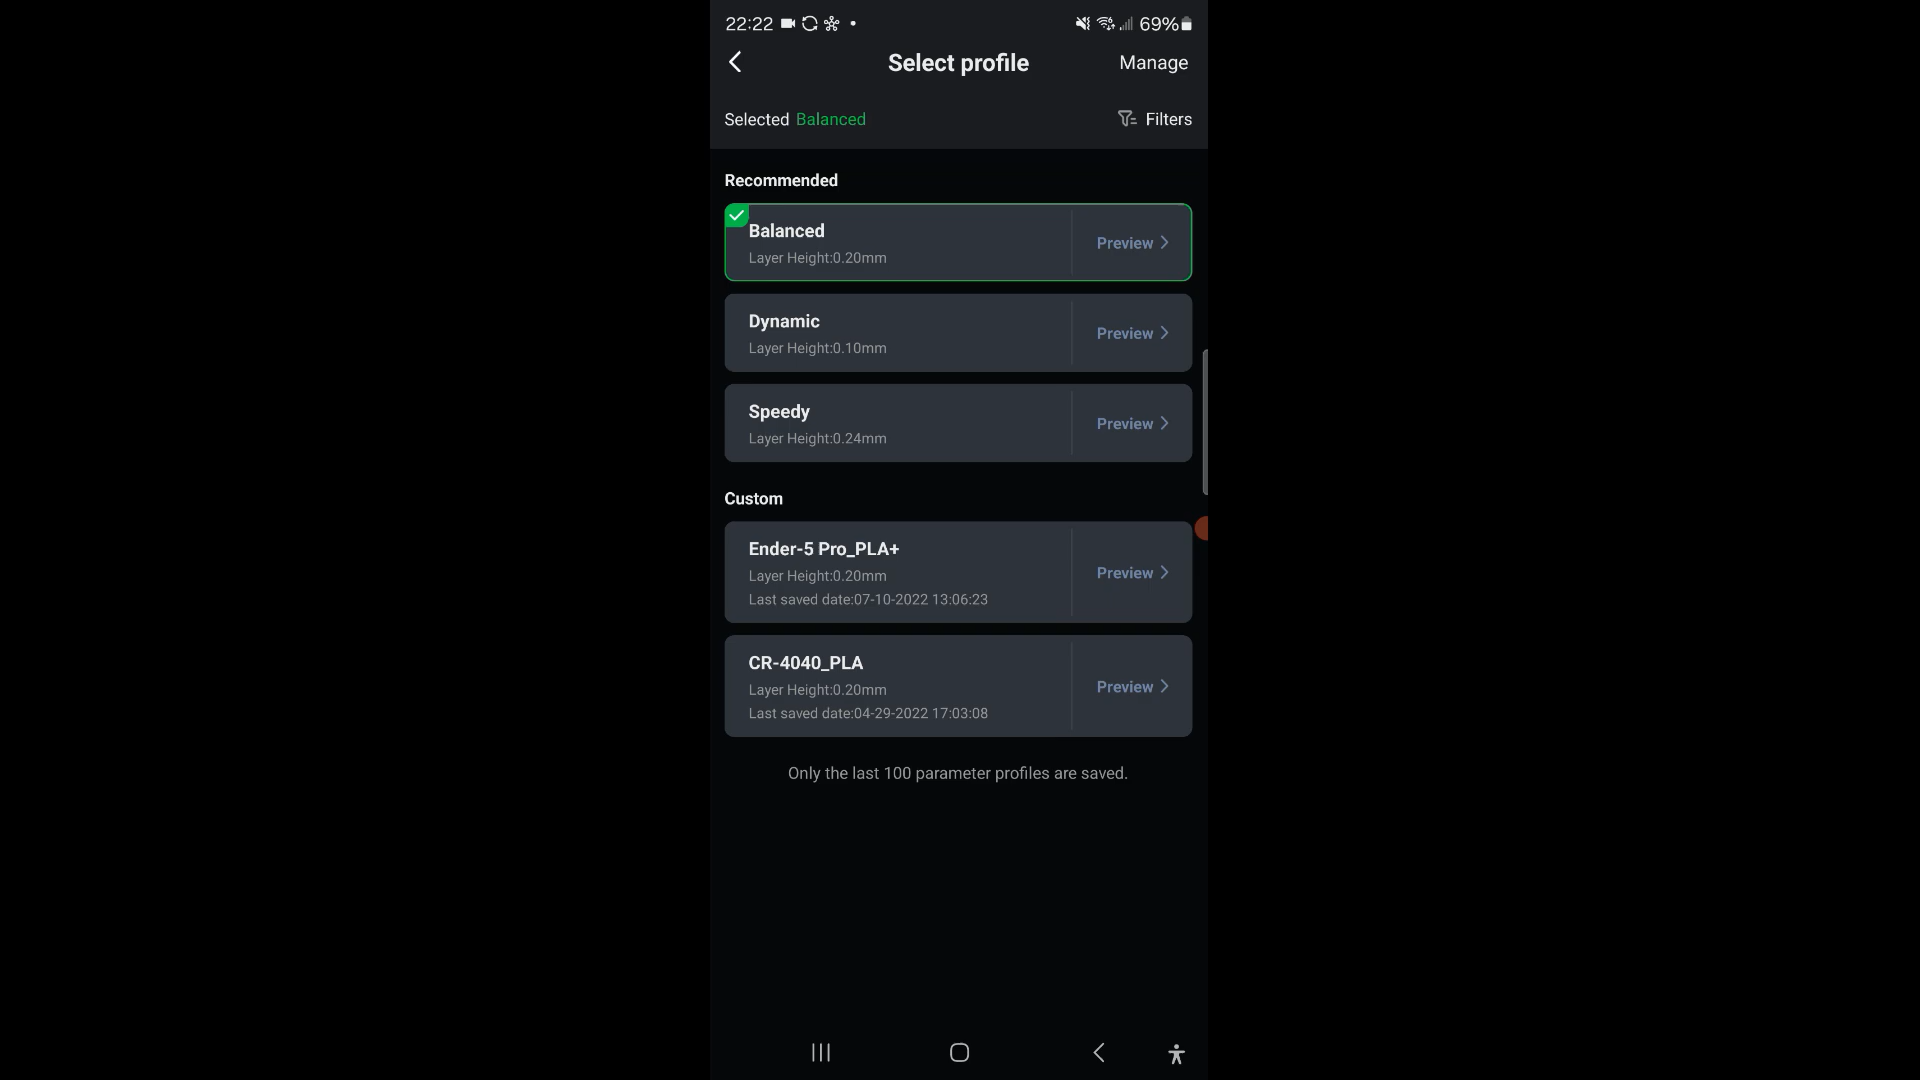 22:22 69%
Select profile Manage
Selected Balanced Filters
Recommended
Balanced
Layer Height:0.20mm
Preview
Dynamic
Layer Height:0.10mm
Preview
Speedy
Layer Height:0.24mm
Preview
Custom
Ender-5 Pro_PLA+
Layer Height:0.20mm
Last saved date:07-10-2022 13:06:23
Preview
CR-4040_PLA
Layer Height:0.20mm
Last saved date:04-29-2022 17:03:08
Preview
Only the last 100 parameter profiles are saved.